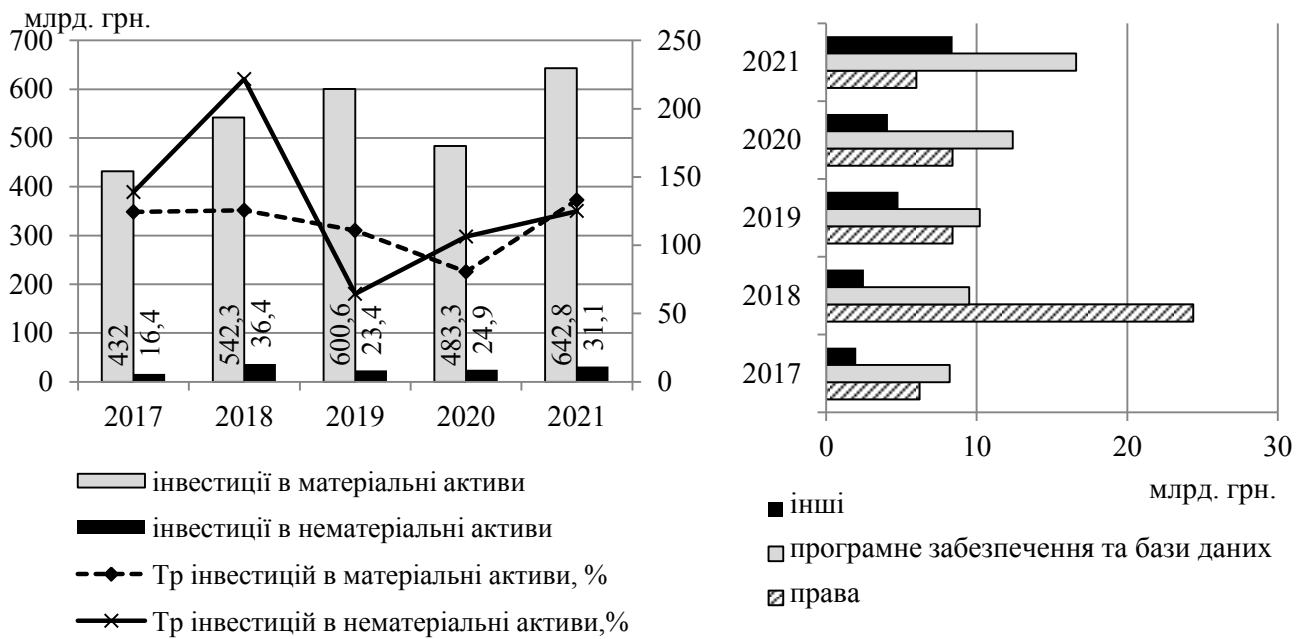 млрд. грн.
700
600
500
400
300
200
100
0
250
200
150
100
50
0
432
16,4
542,3
36,4
600,6
23,4
483,3
24,9
642,8
31,1
2017 2018 2019 2020 2021
інвестиції в матеріальні активи
інвестиції в нематеріальні активи
Тр інвестицій в матеріальні активи, %
Тр інвестицій в нематеріальні активи,%
2021
2020
2019
2018
2017
0 10 20 30
млрд. грн.
інші
програмне забезпечення та бази даних
права